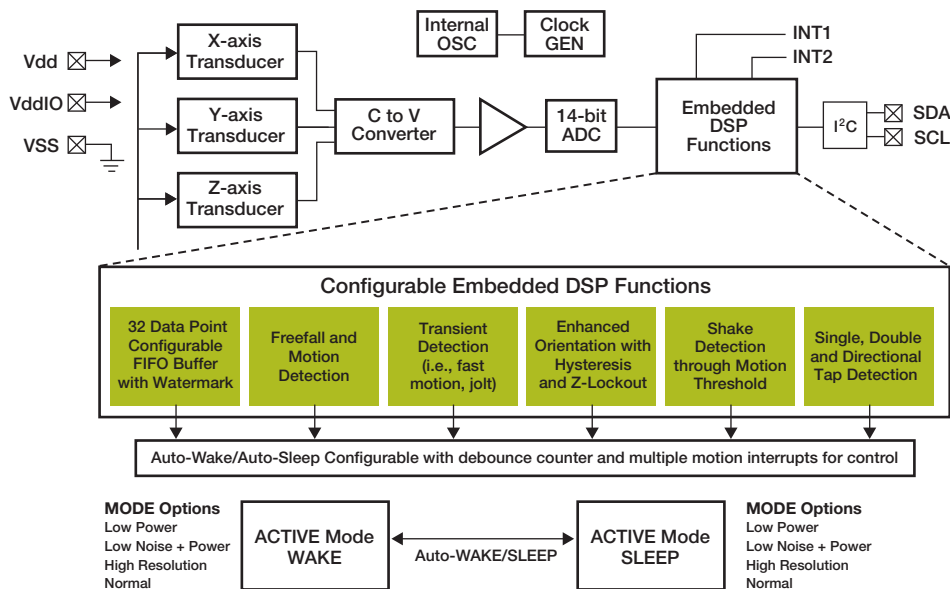 Internal
OSC
Clock
GEN
X-axis
Transducer
INT1
INT2
Vdd
VddIO
VSS
Y-axis
Transducer
C to V
Converter
14-bit
ADC
Embedded
DSP
Functions
I²C
SDA
SCL
Z-axis
Transducer
Configurable Embedded DSP Functions
32 Data Point
Configurable
FIFO Buffer
with Watermark
Freefall and
Motion
Detection
Transient
Detection
(i.e., fast
motion, jolt)
Enhanced
Orientation with
Hysteresis
and Z-Lockout
Shake
Detection
through Motion
Threshold
Single, Double
and Directional
Tap Detection
Auto-Wake/Auto-Sleep Configurable with debounce counter and multiple motion interrupts for control
MODE Options
Low Power
Low Noise + Power
High Resolution
Normal
ACTIVE Mode
WAKE
Auto-WAKE/SLEEP
ACTIVE Mode
SLEEP
MODE Options
Low Power
Low Noise + Power
High Resolution
Normal